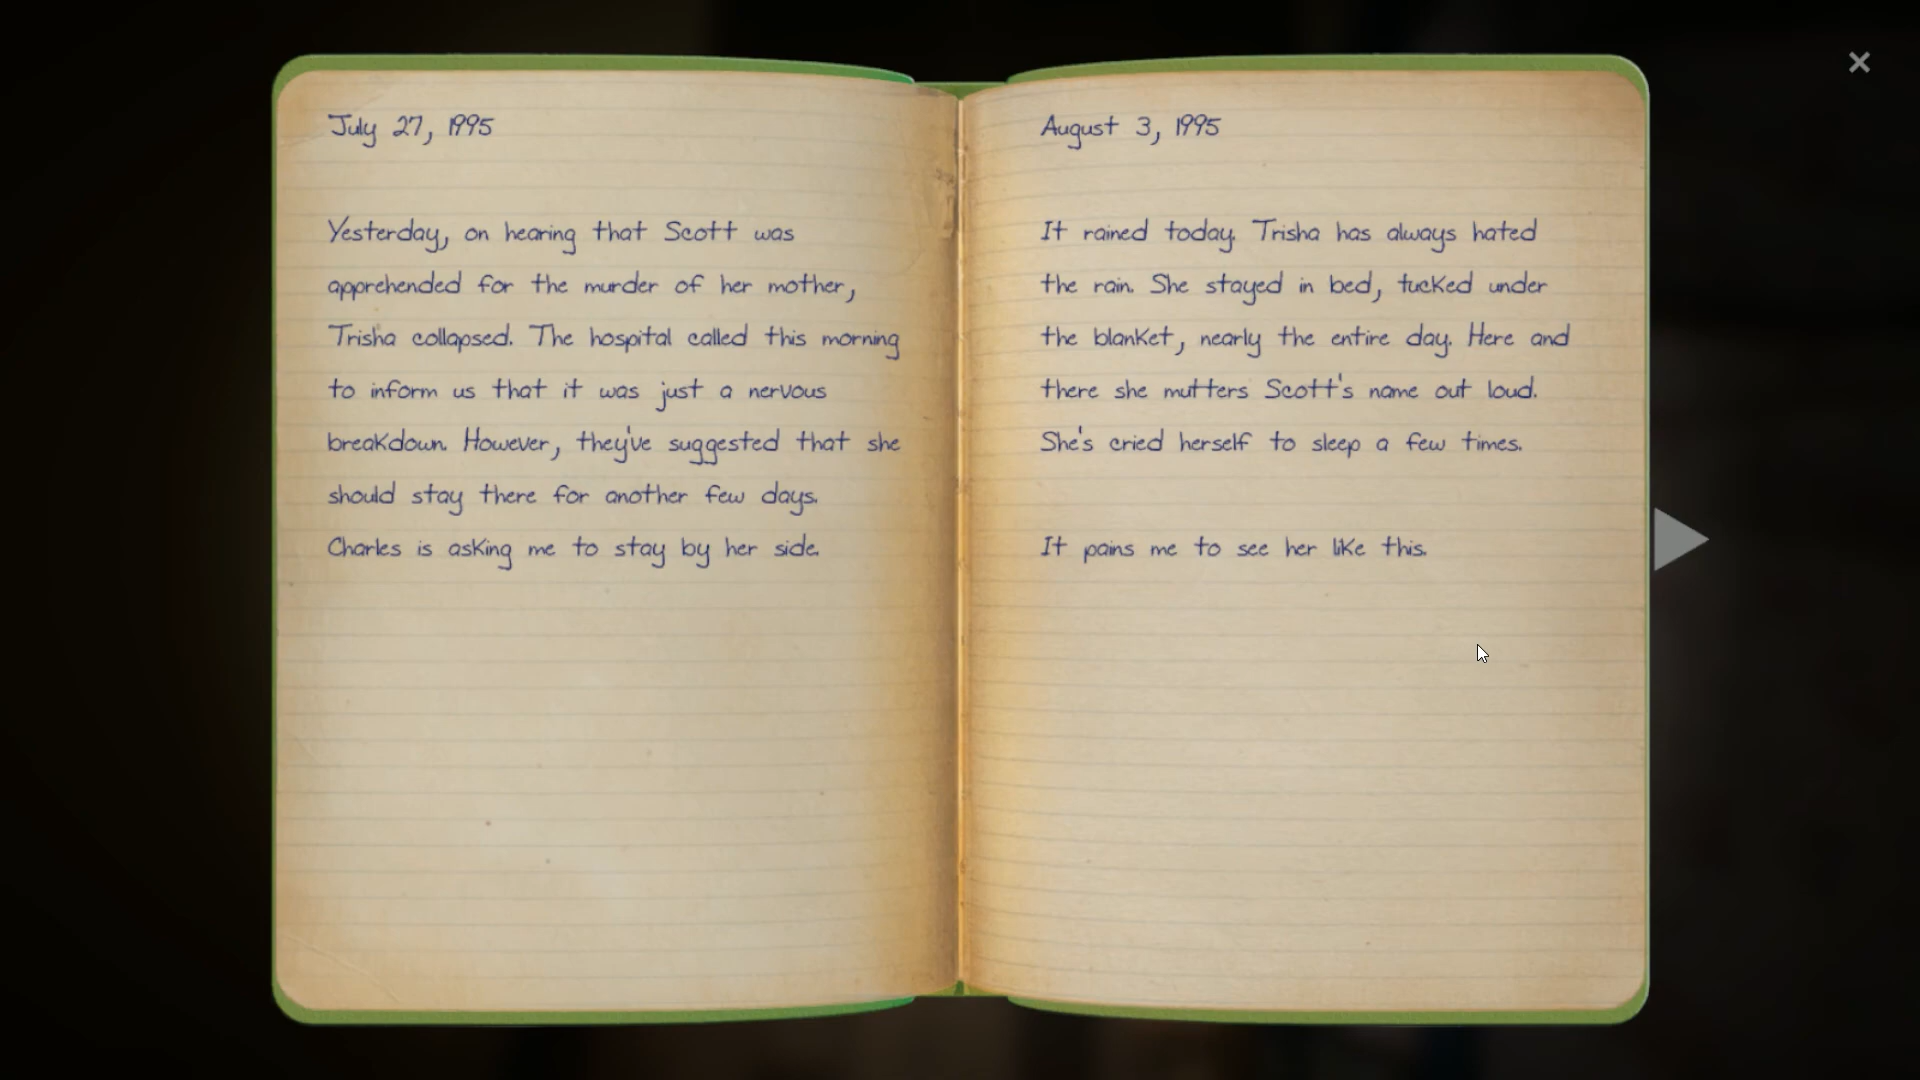 July 27, 1995
Yesterday, on hearing that Scott was
apprehended for the murder of her mother,
Trisha collapsed. The hospital called this morning
to inform us that it was just a nervous
breakdown. However, they've suggested that she
should stay there for another few days.
Charles is asking me to stay by her side.
August 3, 1995
It rained today. Trisha has always hated
the rain. She stayed in bed, tucked under
the blanket, nearly the entire day. Here and
there she mutters Scott's name out loud.
She's cried herself to sleep a few times.
It pains me to see her like this.